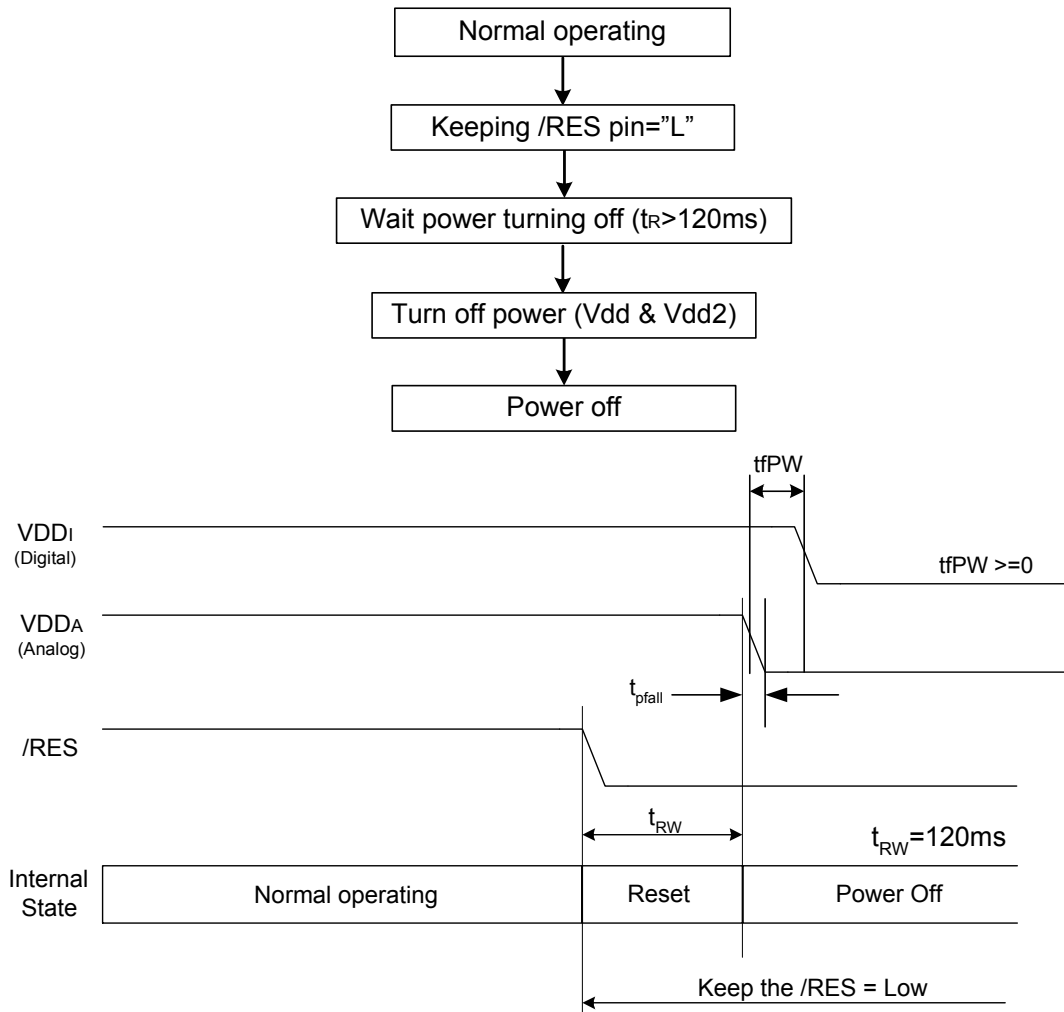 Normal operating
Keeping /RES pin=”L”
Wait power turning off (tR>120ms)
Turn off power (Vdd & Vdd2)
Power off
tfPW
VDDI
(Digital)
tfPW >=0
VDDA
(Analog)
tpfall
/RES
tRW
tRW=120ms
Internal
State
Normal operating
Reset
Power Off
Keep the /RES = Low